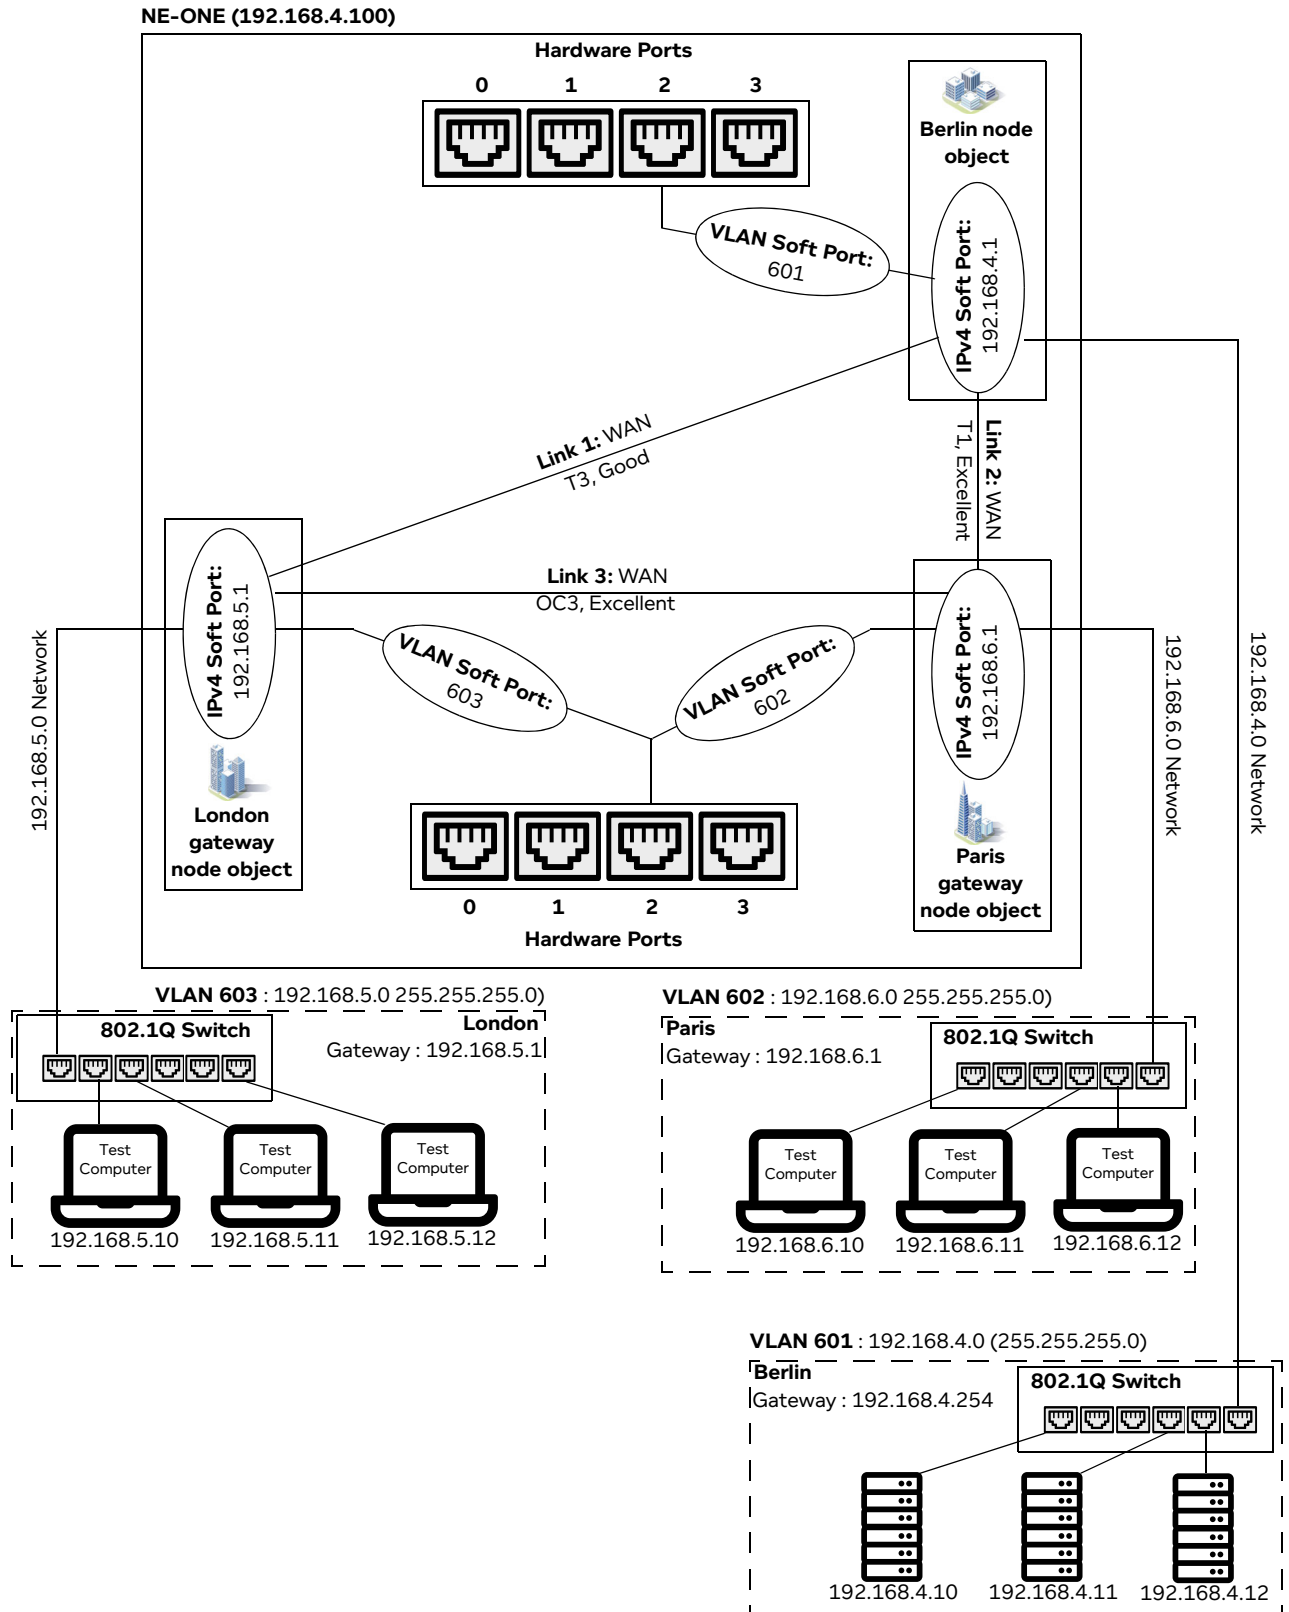 NE-ONE (192.168.4.100)
Hardware Ports
0 1 2 3
Berlin node
object
VLAN Soft Port:
601
IPv4 Soft Port:
192.168.4.1
Link 1: WAN
T3, Good
Link 2: WAN
T1, Excellent
Link 3: WAN
OC3, Excellent
IPv4 Soft Port:
192.168.5.1
VLAN Soft Port:
603
VLAN Soft Port:
602
IPv4 Soft Port:
192.168.6.1
192.168.5.0 Network
192.168.6.0 Network
192.168.4.0 Network
London
gateway
node object
Paris
gateway
node object
0 1 2 3
Hardware Ports
VLAN 603 : 192.168.5.0 255.255.255.0)
802.1Q Switch
London
Gateway : 192.168.5.1
Test
Computer
Test
Computer
Test
Computer
192.168.5.10
192.168.5.11
192.168.5.12
VLAN 602 : 192.168.6.0 255.255.255.0)
Paris
Gateway : 192.168.6.1
802.1Q Switch
Test
Computer
Test
Computer
Test
Computer
192.168.6.10
192.168.6.11
192.168.6.12
VLAN 601 : 192.168.4.0 (255.255.255.0)
Berlin
Gateway : 192.168.4.254
802.1Q Switch
192.168.4.10
192.168.4.11
192.168.4.12